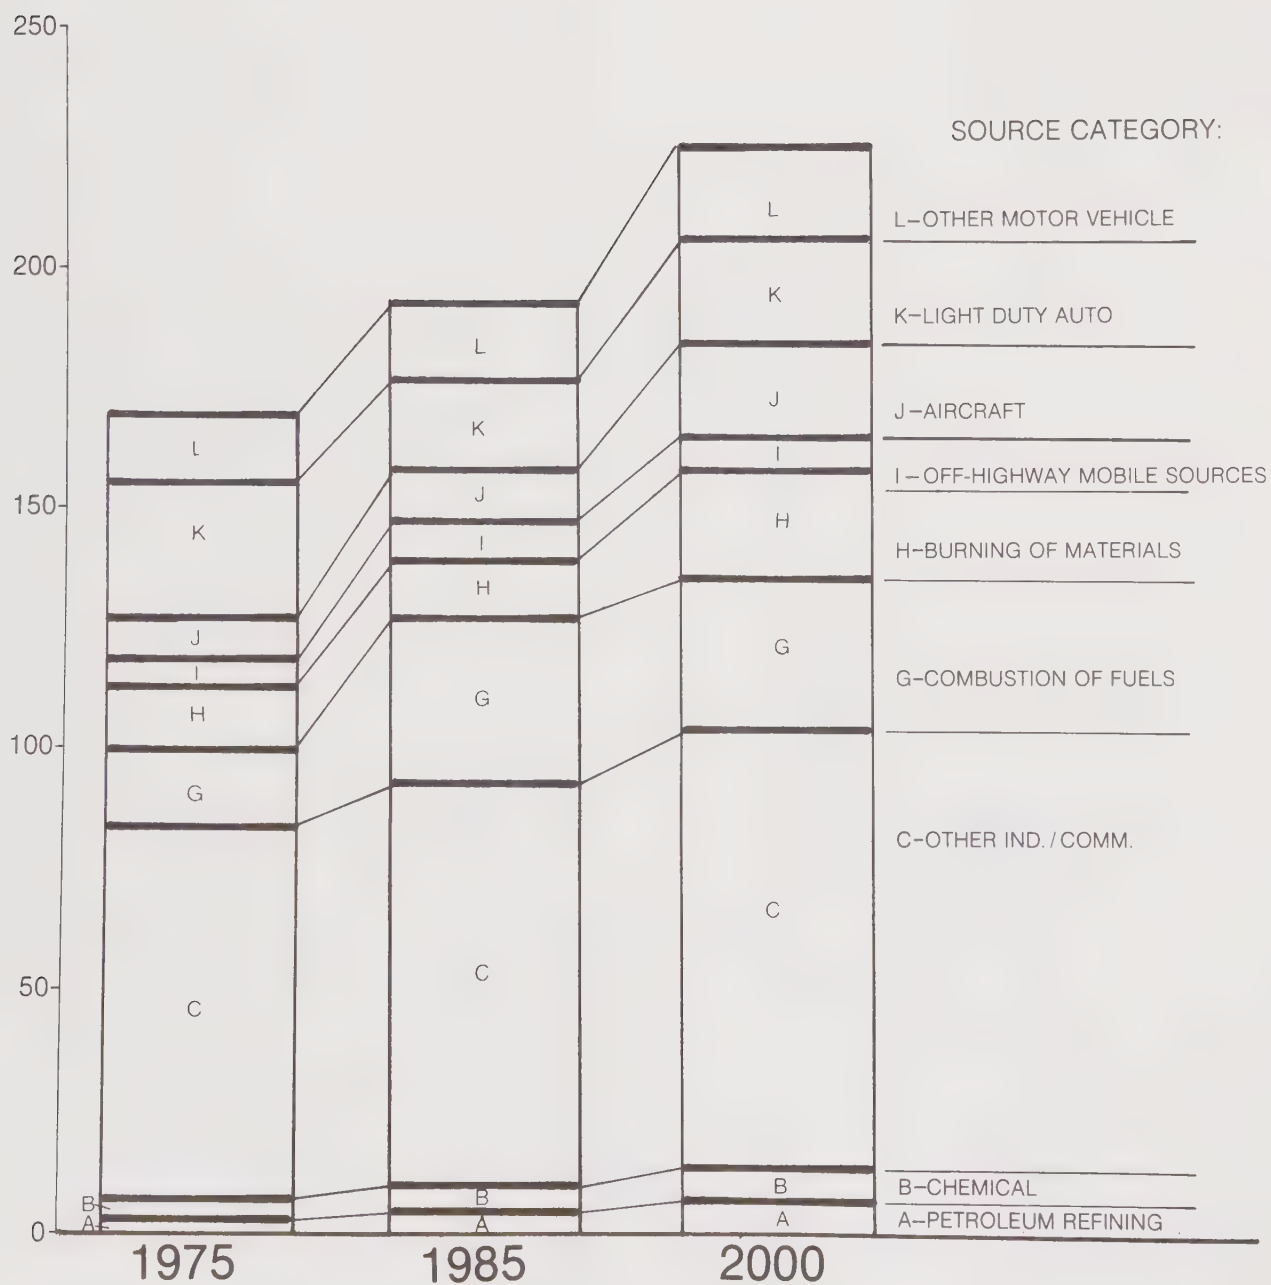 250
200
150
100
50
0
SOURCE CATEGORY:
L–OTHER MOTOR VEHICLE
K–LIGHT DUTY AUTO
J–AIRCRAFT
I–OFF-HIGHWAY MOBILE SOURCES
H–BURNING OF MATERIALS
G–COMBUSTION OF FUELS
C–OTHER IND./COMM.
B–CHEMICAL
A–PETROLEUM REFINING
L
K
J
I
H
G
C
B
A
L
K
J
I
H
G
C
B
A
L
K
J
I
H
G
C
B
A
1975
1985
2000